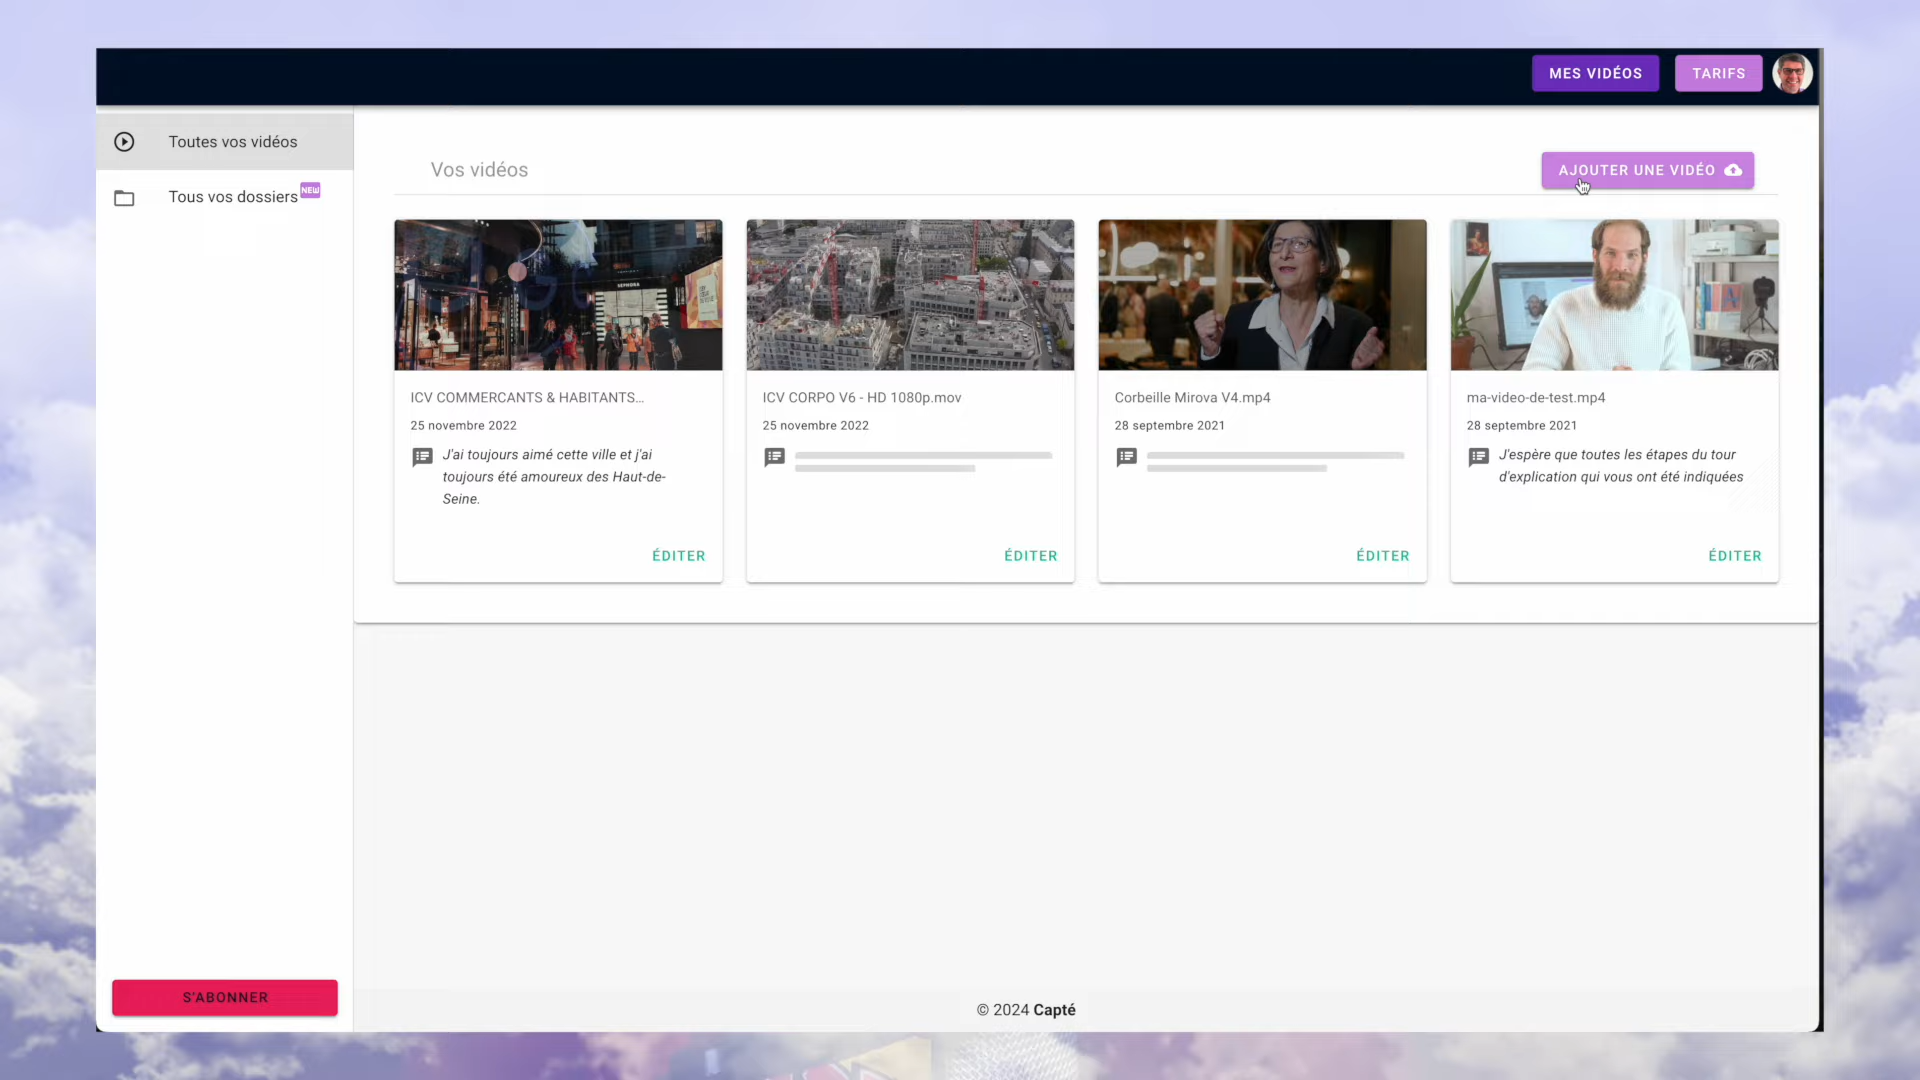 MES VIDÉOS
TARIFS
Toutes vos vidéos
Tous vos dossiers NEW
Vos vidéos
AJOUTER UNE VIDÉO
SEPHORA
ICV COMMERCANTS & HABITANTS...
25 novembre 2022
J'ai toujours aimé cette ville et j'ai
toujours été amoureux des Haut-de-
Seine.
ÉDITER
ICV CORPO V6 - HD 1080p.mov
25 novembre 2022
ÉDITER
Corbeille Mirova V4.mp4
28 septembre 2021
ÉDITER
ma-video-de-test.mp4
28 septembre 2021
J'espère que toutes les étapes du tour
d'explication qui vous ont été indiquées
ÉDITER
S'ABONNER
© 2024 Capté